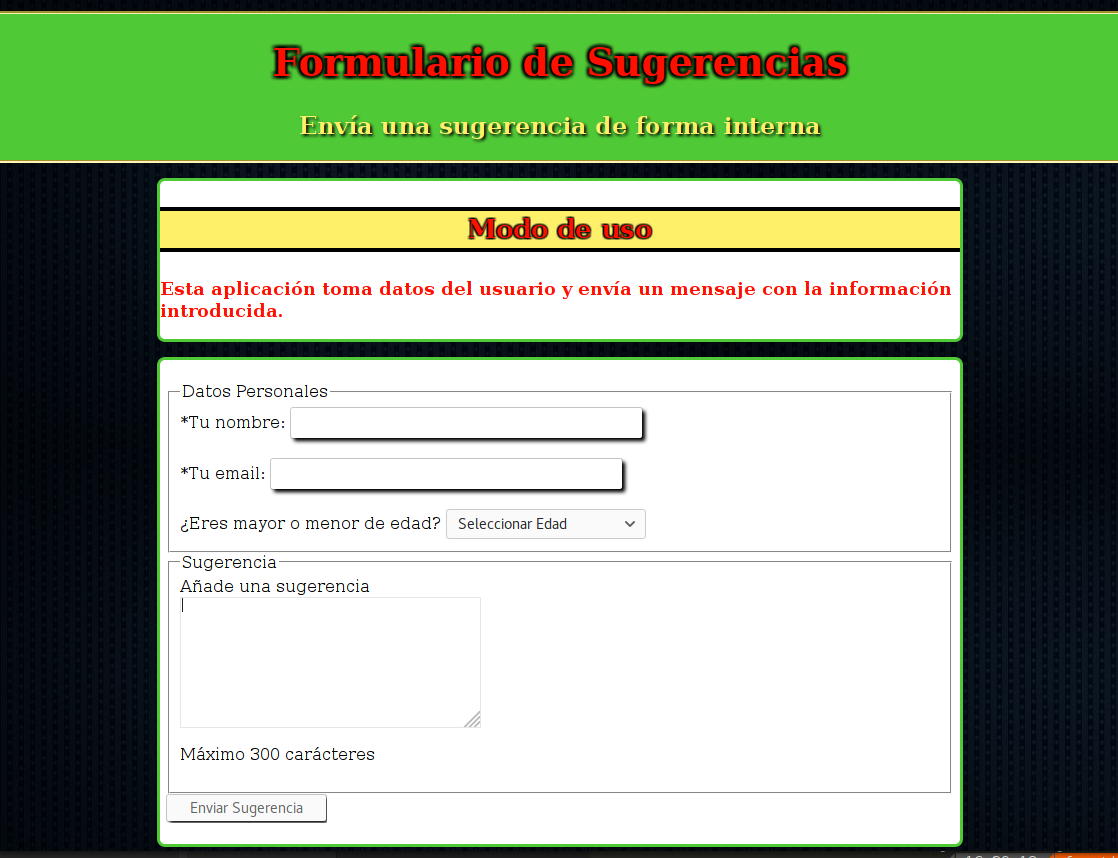 Formulario de Sugerencias
Envía una sugerencia de forma interna
Modo de uso
Esta aplicación toma datos del usuario y envía un mensaje con la información
introducida.
Datos Personales
*Tu nombre:
*Tu email:
¿Eres mayor o menor de edad? Seleccionar Edad
Sugerencia
Añade una sugerencia
Máximo 300 carácteres
Enviar Sugerencia